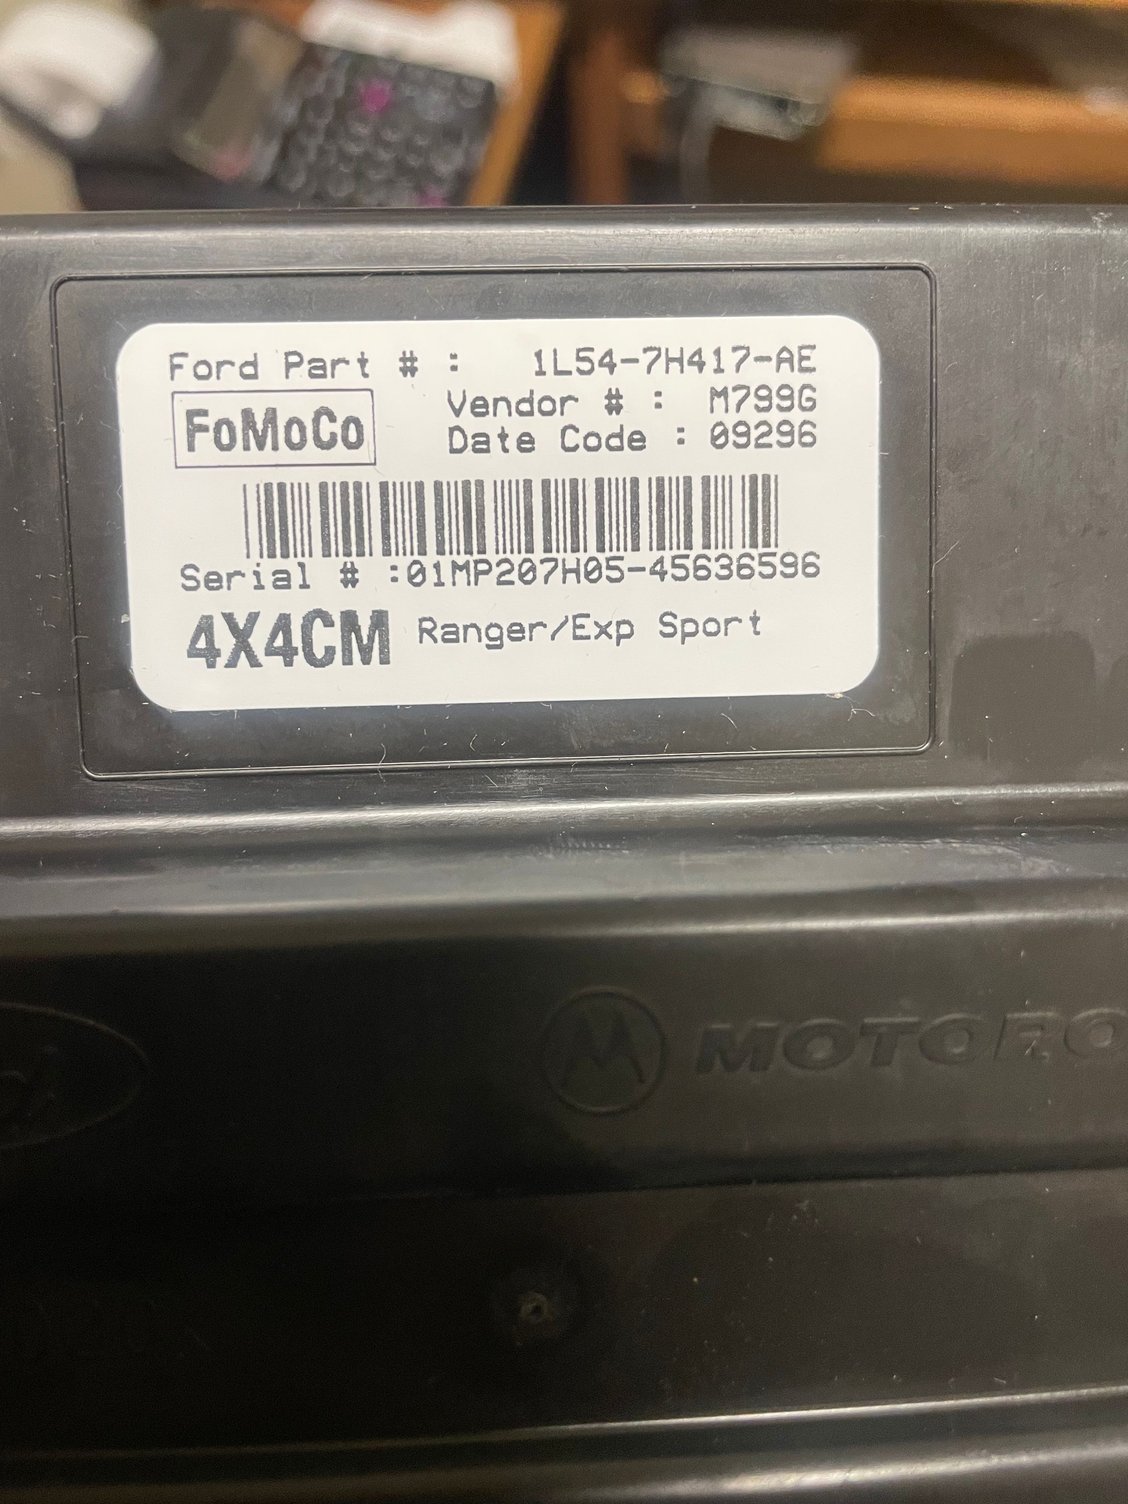 Ford Part # : 1L54-7H417-AE
FoMoCo
Vendor # : M799G
Date Code : 09296
Serial # :01MP207H05-45636596
4X4CM Ranger/Exp Sport